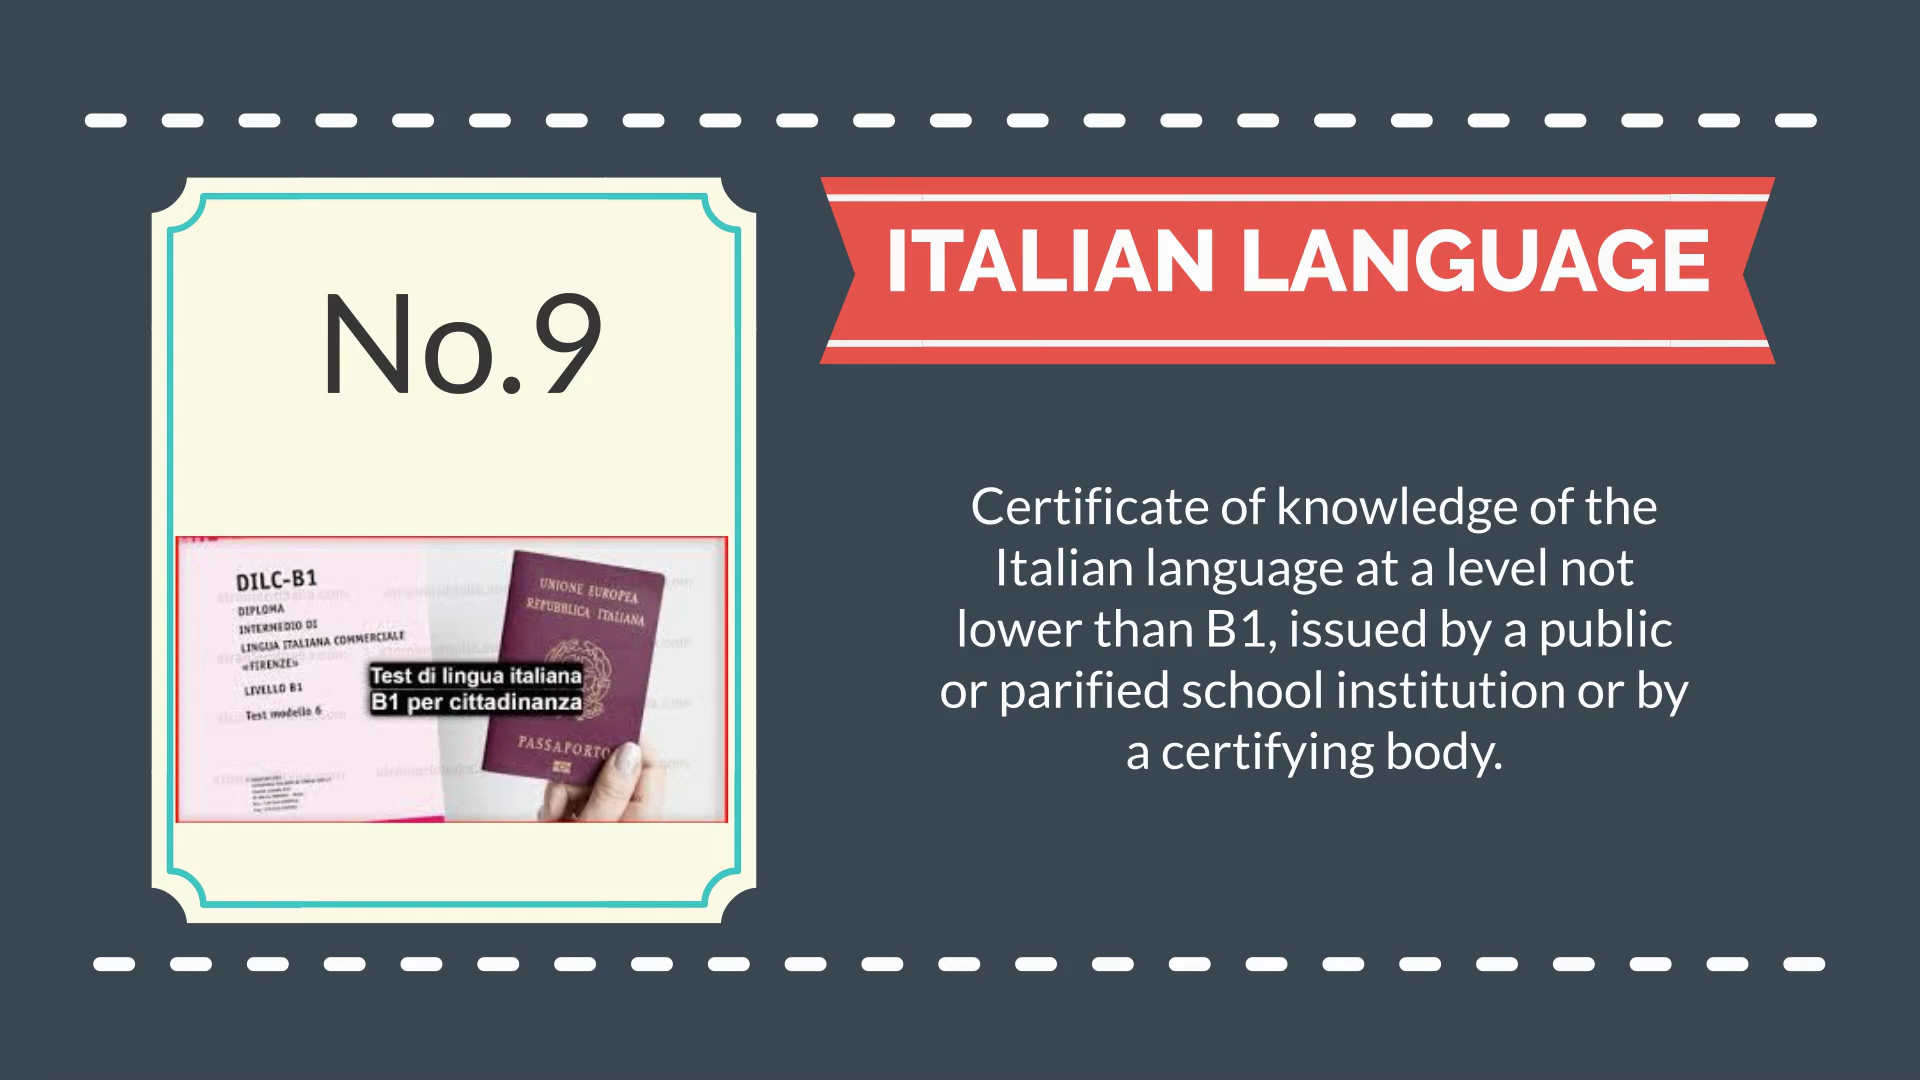 No.9
DILC-B1
DIPLOMA
INTERMEDIO DI
LINGUA ITALIANA COMMERCIALE
«FIRENZE»
LIVELLO B1
Test modello 6
UNIONE EUROPEA
REPUBBLICA ITALIANA
Test di lingua italiana
B1 per cittadinanza
PASSAPORTO
ITALIAN LANGUAGE
Certificate of knowledge of the
Italian language at a level not
lower than B1, issued by a public
or parified school institution or by
a certifying body.